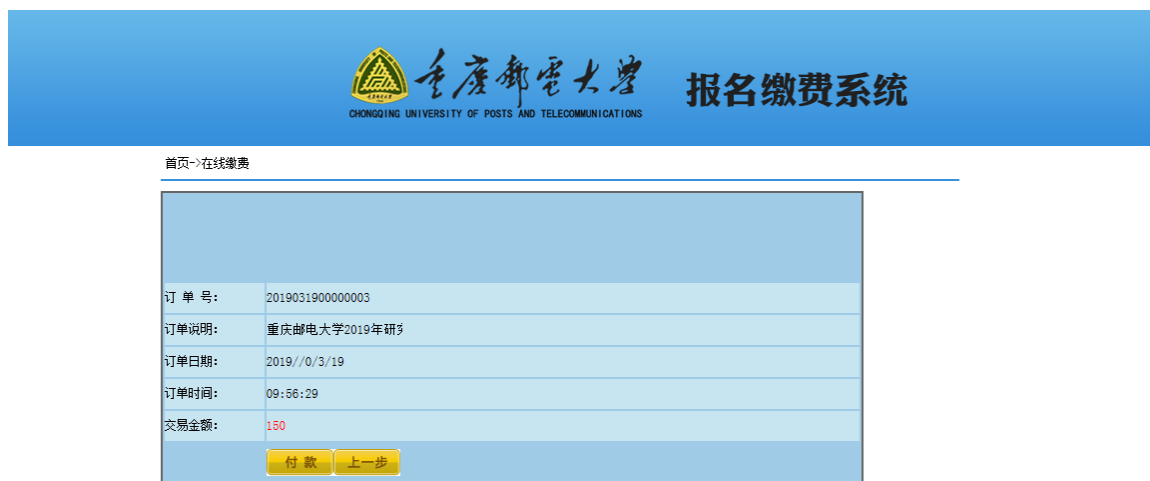 重庆邮电大学
CHONGQING UNIVERSITY OF POSTS AND TELECOMMUNICATIONS
报名缴费系统
首页->在线缴费
订 单 号: 2019031900000003
订单说明: 重庆邮电大学2019年研
订单日期: 2019//0/3/19
订单时间: 09:56:29
交易金额: 150
付 款 上一步